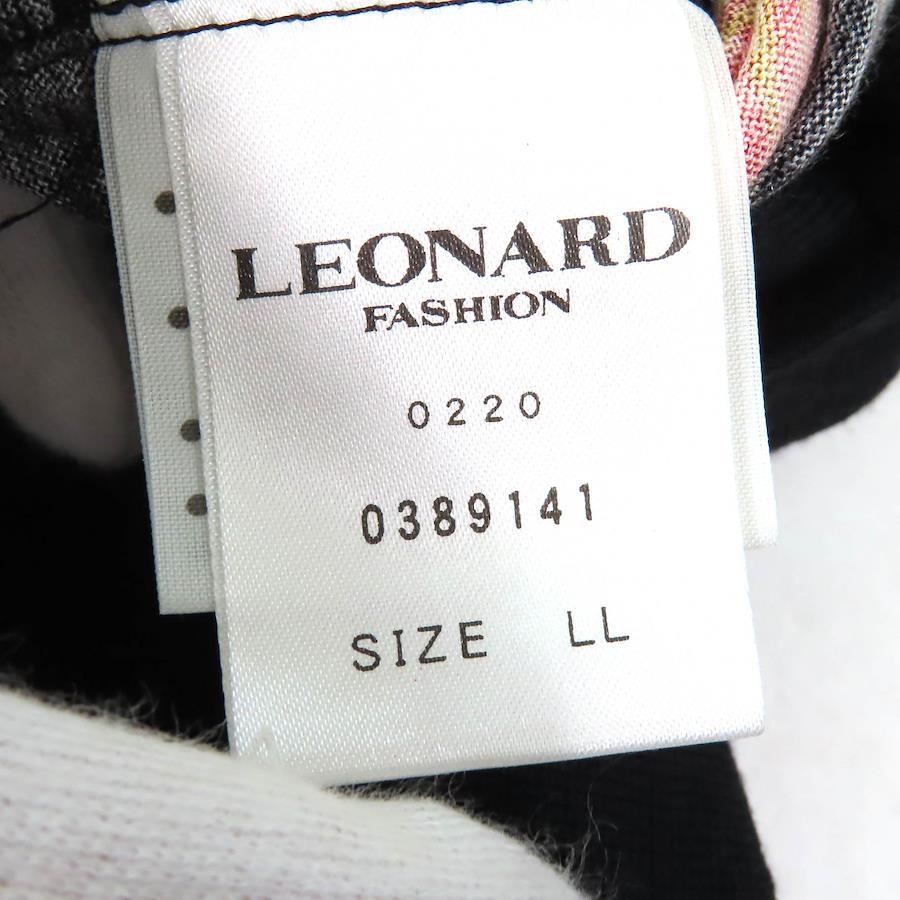 LEONARD
FASHION
0220
0389141
SIZE LL